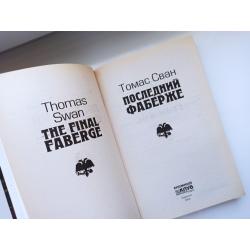 Thomas
Swan
THE FINAL
FABERGE
Томас Сван
ПОСЛЕДНИЙ
ФАБЕРЖЕ